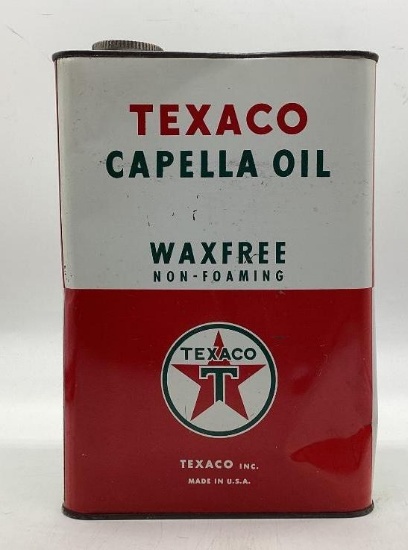 TEXACO
CAPELLA OIL
WAXFREE
NON-FOAMING
TEXACO
T
TEXACO INC.
MADE IN U.S.A.